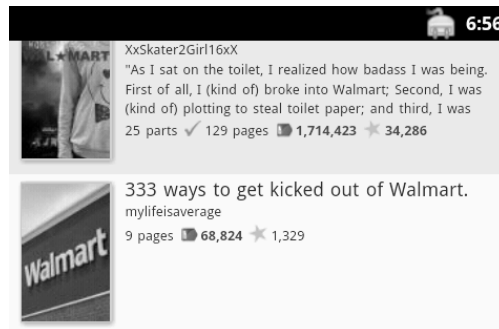 6:56
XxSkater2Girl16xX
"As I sat on the toilet, I realized how badass I was being.
First of all, I (kind of) broke into Walmart; Second, I was
(kind of) plotting to steal toilet paper; and third, I was
25 parts 129 pages 1,714,423 34,286
333 ways to get kicked out of Walmart.
mylifeisaverage
9 pages 68,824 1,329
Walmart